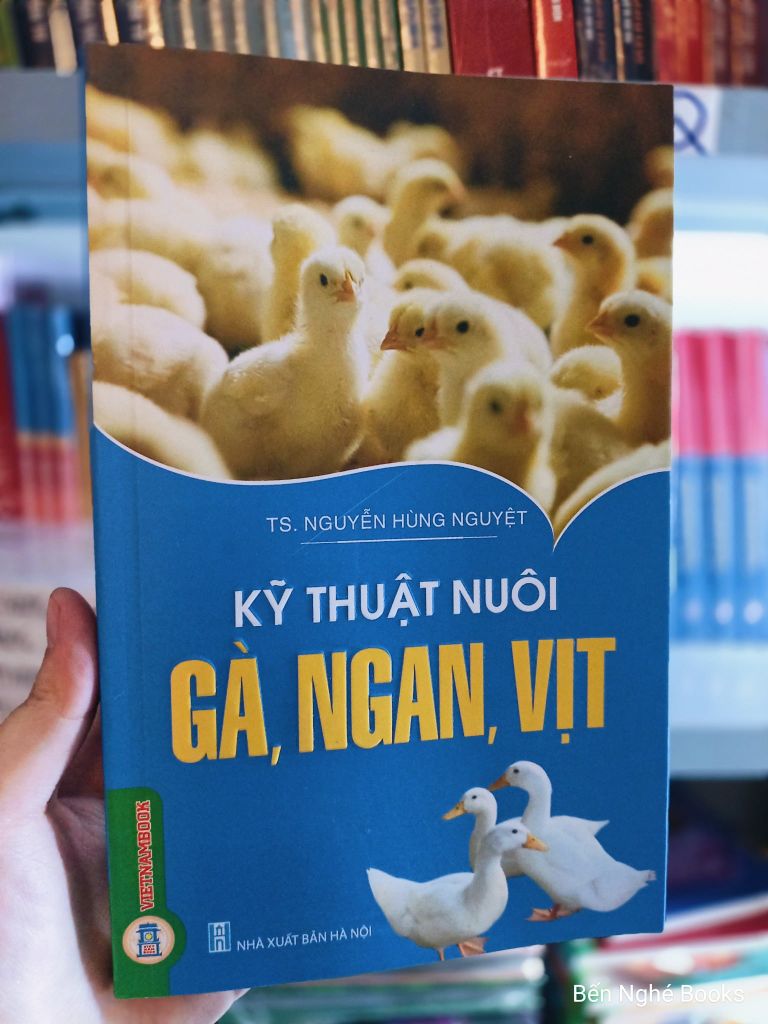 TS. NGUYỄN HÙNG NGUYỆT
KỸ THUẬT NUÔI
GÀ, NGAN, VỊT
VIETNAMBOOK
NHÀ XUẤT BẢN HÀ NỘI
Bến Nghé Books